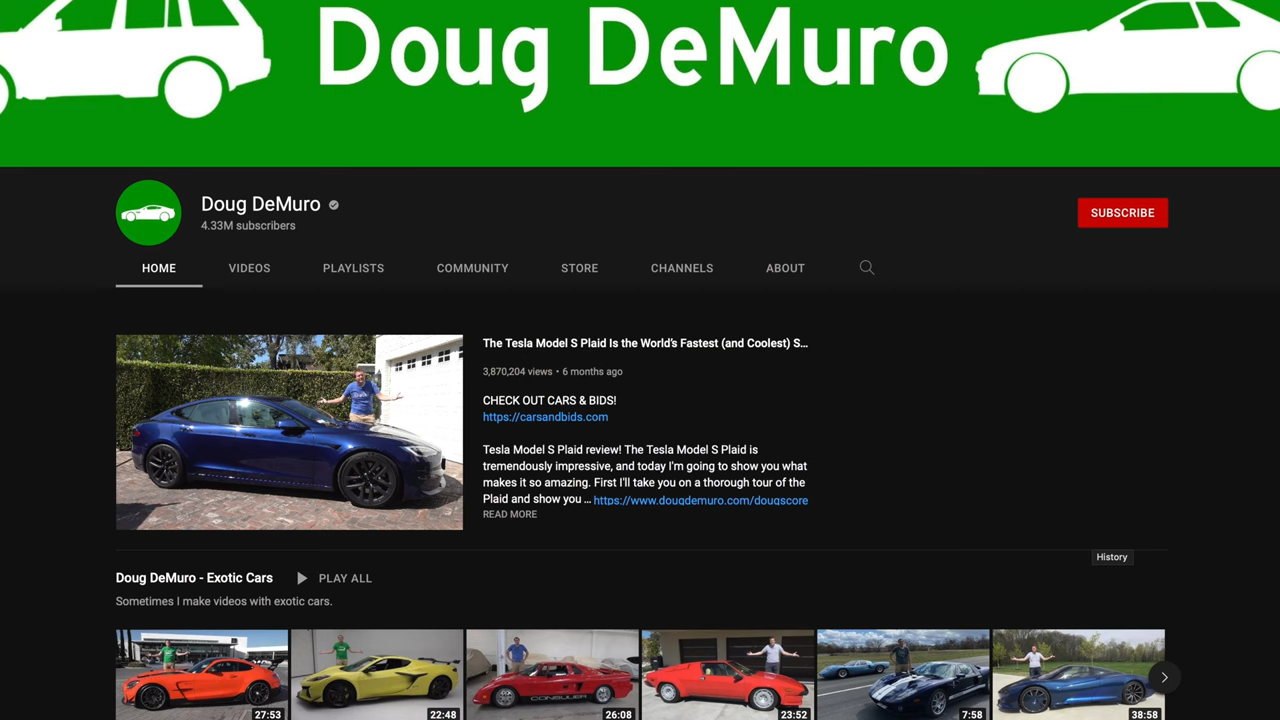 Doug DeMuro
Doug DeMuro
4.33M subscribers
SUBSCRIBE
HOME
VIDEOS
PLAYLISTS
COMMUNITY
STORE
CHANNELS
ABOUT
The Tesla Model S Plaid Is the World's Fastest (and Coolest) S...
3,870,204 views • 6 months ago
CHECK OUT CARS & BIDS!
https://carsandbids.com
Tesla Model S Plaid review! The Tesla Model S Plaid is
tremendously impressive, and today I'm going to show you what
makes it so amazing. First I'll take you on a thorough tour of the
Plaid and show you ... https://www.dougdemuro.com/dougscore
READ MORE
History
Doug DeMuro - Exotic Cars
PLAY ALL
Sometimes I make videos with exotic cars.
CONSULIER
27:53
22:48
26:08
23:52
7:58
38:58